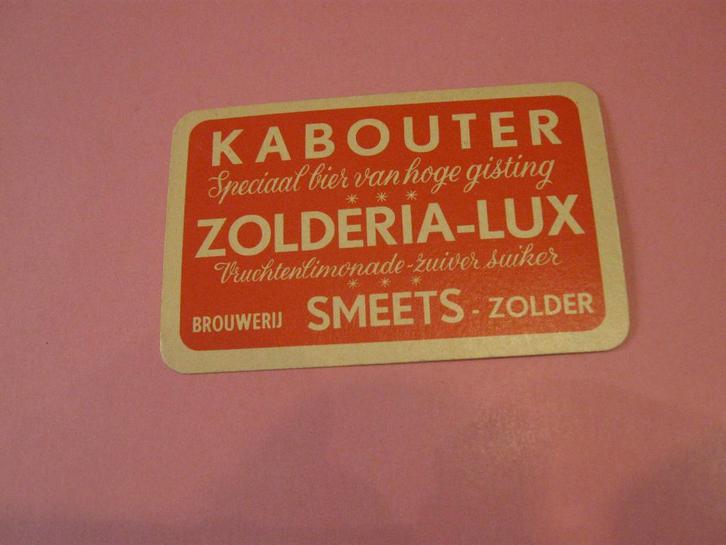 KABOUTER
Speciaal bier van hoge gisting
* * *
ZOLDERIA-LUX
Vruchtenlimonade-zuiver suiker
* * *
BROUWERIJ SMEETS - ZOLDER